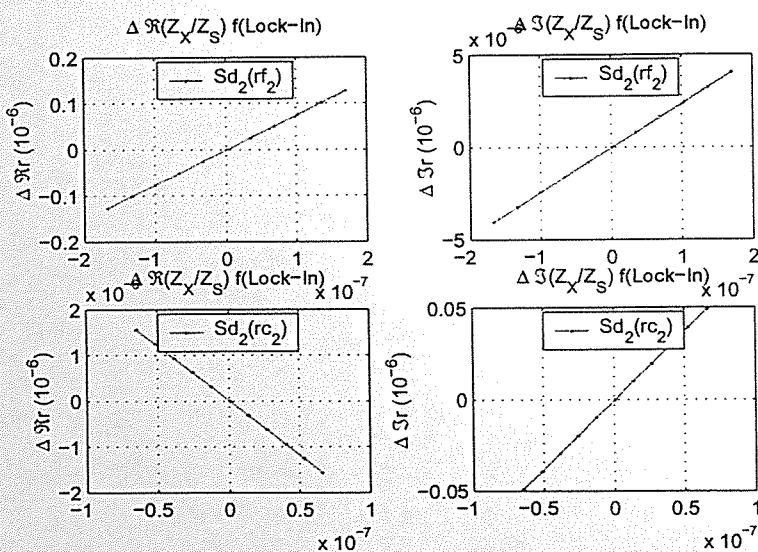 Δ ℜ(Z_X/Z_S) f(Lock−In)
0.2
0.1
0
−0.1
−0.2
Δ ℜr (10^−6)
Sd_2(rf_2)
−2 −1 0 1 2
x 10^−7
Δ ℑ(Z_X/Z_S) f(Lock−In)
x 10
5
0
−5
Δ ℑr (10^−6)
Sd_2(rf_2)
−2 −1 0 1 2
x 10^−7
Δ ℜ(Z_X/Z_S) f(Lock−In)
x 10
2
1
0
−1
−2
Δ ℜr (10^−6)
Sd_2(rc_2)
−1 −0.5 0 0.5 1
x 10^−7
Δ ℑ(Z_X/Z_S) f(Lock−In)
0.05
0
−0.05
Δ ℑr (10^−6)
Sd_2(rc_2)
−1 −0.5 0 0.5 1
x 10^−7